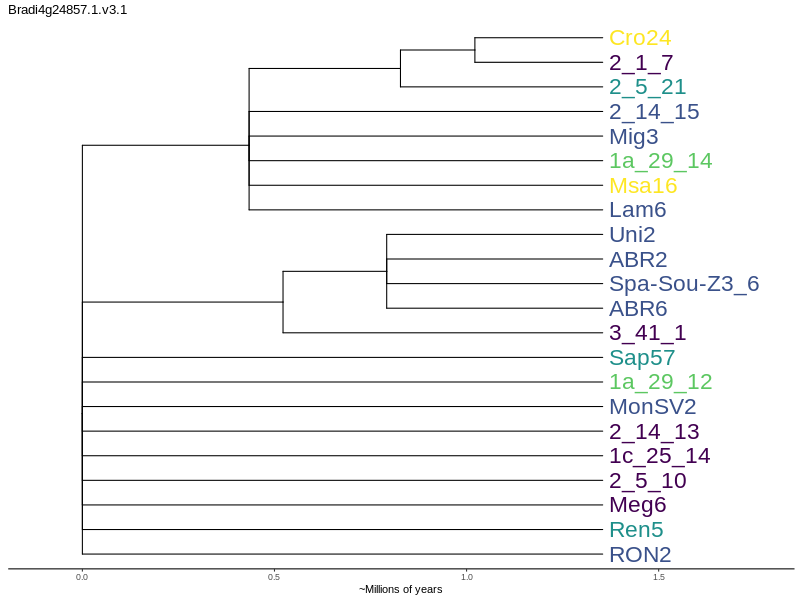 Bradi4g24857.1.v3.1
Cro24
2_1_7
2_5_21
2_14_15
Mig3
1a_29_14
Msa16
Lam6
Uni2
ABR2
Spa-Sou-Z3_6
ABR6
3_41_1
Sap57
1a_29_12
MonSV2
2_14_13
1c_25_14
2_5_10
Meg6
Ren5
RON2
0.0 0.5 1.0 1.5
~Millions of years